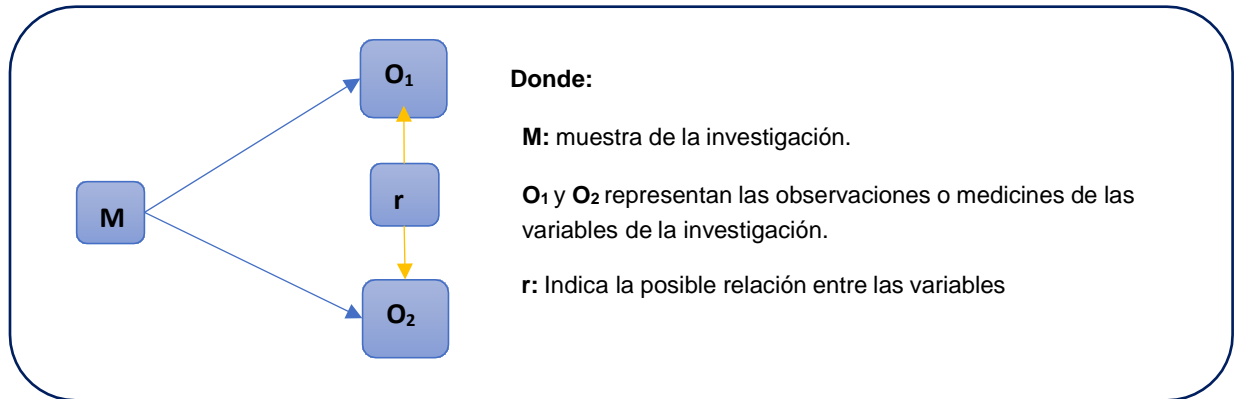 O₁
Donde:
M: muestra de la investigación.
r
M
O₁ y O₂ representan las observaciones o medicines de las
variables de la investigación.
r: Indica la posible relación entre las variables
O₂